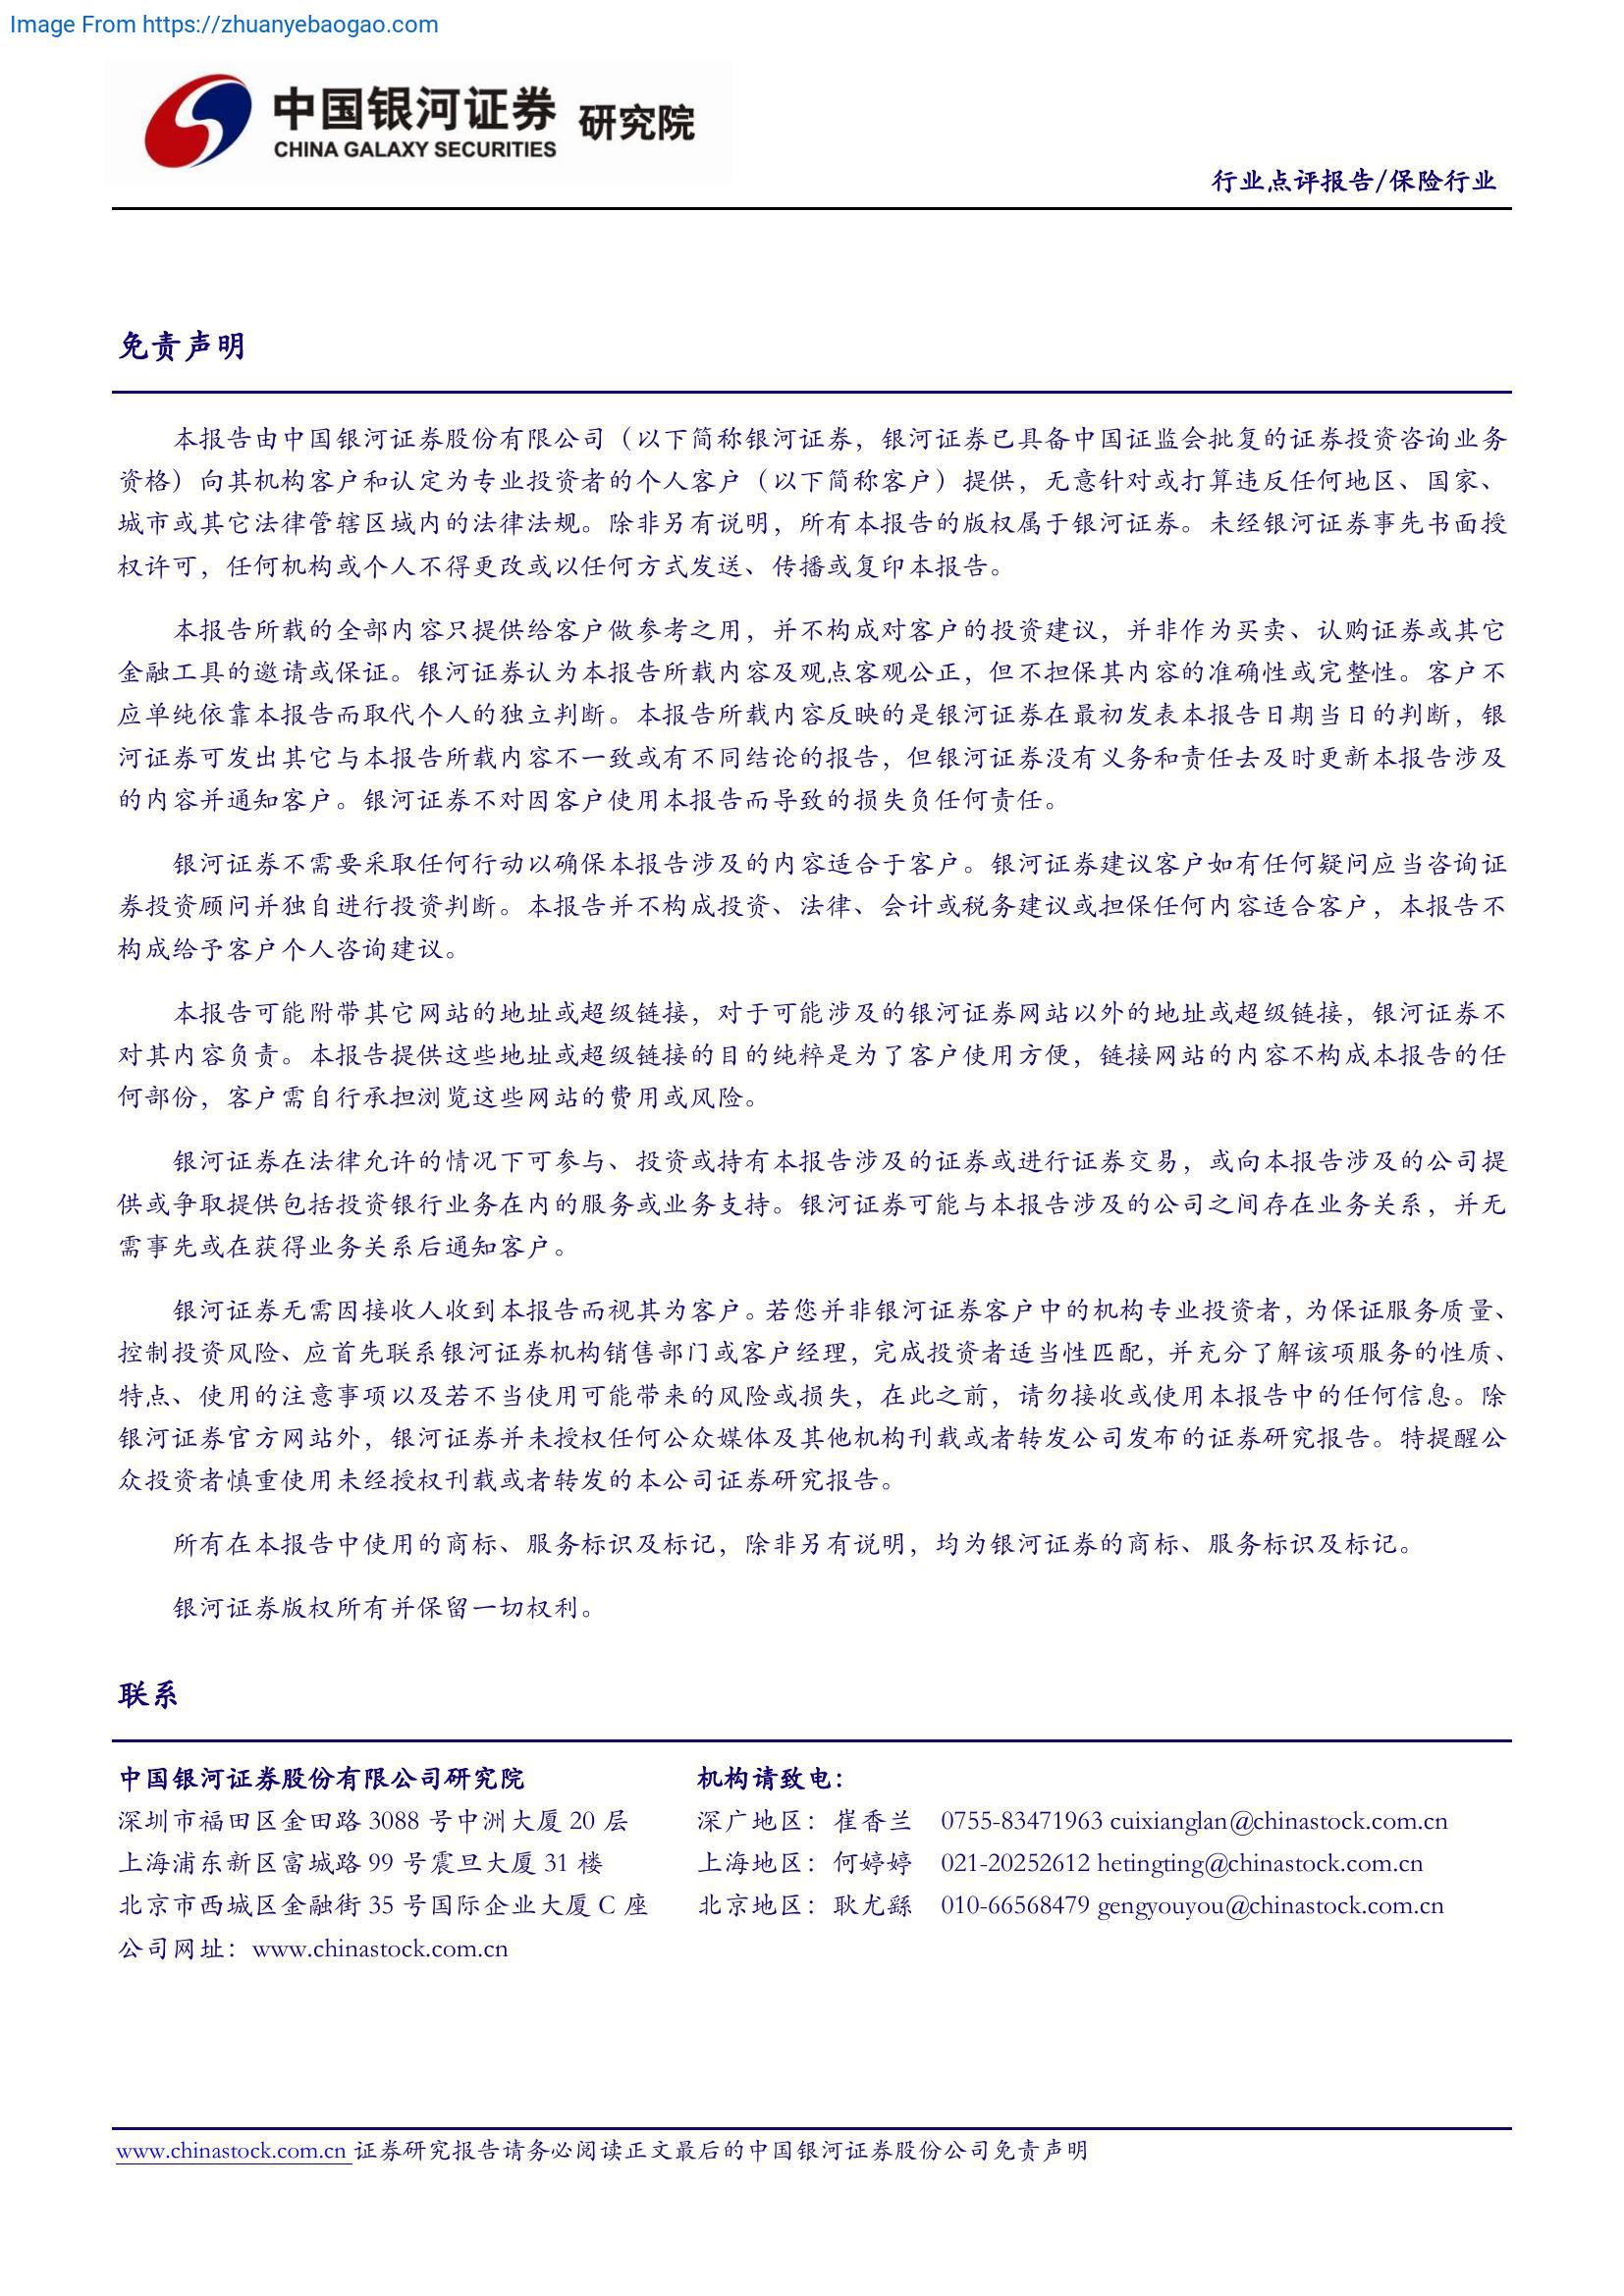 Image From https://zhuanyebaogao.com
中国银河证券 研究院
CHINA GALAXY SECURITIES
行业点评报告/保险行业
免责声明
本报告由中国银河证券股份有限公司（以下简称银河证券，银河证券已具备中国证监会批复的证券投资咨询业务
资格）向其机构客户和认定为专业投资者的个人客户（以下简称客户）提供，无意针对或打算违反任何地区、国家、
城市或其它法律管辖区域内的法律法规。除非另有说明，所有本报告的版权属于银河证券。未经银河证券事先书面授
权许可，任何机构或个人不得更改或以任何方式发送、传播或复印本报告。
本报告所载的全部内容只提供给客户做参考之用，并不构成对客户的投资建议，并非作为买卖、认购证券或其它
金融工具的邀请或保证。银河证券认为本报告所载内容及观点客观公正，但不担保其内容的准确性或完整性。客户不
应单纯依靠本报告而取代个人的独立判断。本报告所载内容反映的是银河证券在最初发表本报告日期当日的判断，银
河证券可发出其它与本报告所载内容不一致或有不同结论的报告，但银河证券没有义务和责任去及时更新本报告涉及
的内容并通知客户。银河证券不对因客户使用本报告而导致的损失负任何责任。
银河证券不需要采取任何行动以确保本报告涉及的内容适合于客户。银河证券建议客户如有任何疑问应当咨询证
券投资顾问并独自进行投资判断。本报告并不构成投资、法律、会计或税务建议或担保任何内容适合客户，本报告不
构成给予客户个人咨询建议。
本报告可能附带其它网站的地址或超级链接，对于可能涉及的银河证券网站以外的地址或超级链接，银河证券不
对其内容负责。本报告提供这些地址或超级链接的目的纯粹是为了客户使用方便，链接网站的内容不构成本报告的任
何部份，客户需自行承担浏览这些网站的费用或风险。
银河证券在法律允许的情况下可参与、投资或持有本报告涉及的证券或进行证券交易，或向本报告涉及的公司提
供或争取提供包括投资银行业务在内的服务或业务支持。银河证券可能与本报告涉及的公司之间存在业务关系，并无
需事先或在获得业务关系后通知客户。
银河证券无需因接收人收到本报告而视其为客户。若您并非银河证券客户中的机构专业投资者，为保证服务质量、
控制投资风险、应首先联系银河证券机构销售部门或客户经理，完成投资者适当性匹配，并充分了解该项服务的性质、
特点、使用的注意事项以及若不当使用可能带来的风险或损失，在此之前，请勿接收或使用本报告中的任何信息。除
银河证券官方网站外，银河证券并未授权任何公众媒体及其他机构刊载或者转发公司发布的证券研究报告。特提醒公
众投资者慎重使用未经授权刊载或者转发的本公司证券研究报告。
所有在本报告中使用的商标、服务标识及标记，除非另有说明，均为银河证券的商标、服务标识及标记。
银河证券版权所有并保留一切权利。
联系
中国银河证券股份有限公司研究院 机构请致电：
深圳市福田区金田路 3088 号中洲大厦 20 层 深广地区：崔香兰 0755-83471963 cuixianglan@chinastock.com.cn
上海浦东新区富城路 99 号震旦大厦 31 楼 上海地区：何婷婷 021-20252612 hetingting@chinastock.com.cn
北京市西城区金融街 35 号国际企业大厦 C 座 北京地区：耿尤繇 010-66568479 gengyouyou@chinastock.com.cn
公司网址：www.chinastock.com.cn
www.chinastock.com.cn 证券研究报告请务必阅读正文最后的中国银河证券股份公司免责声明